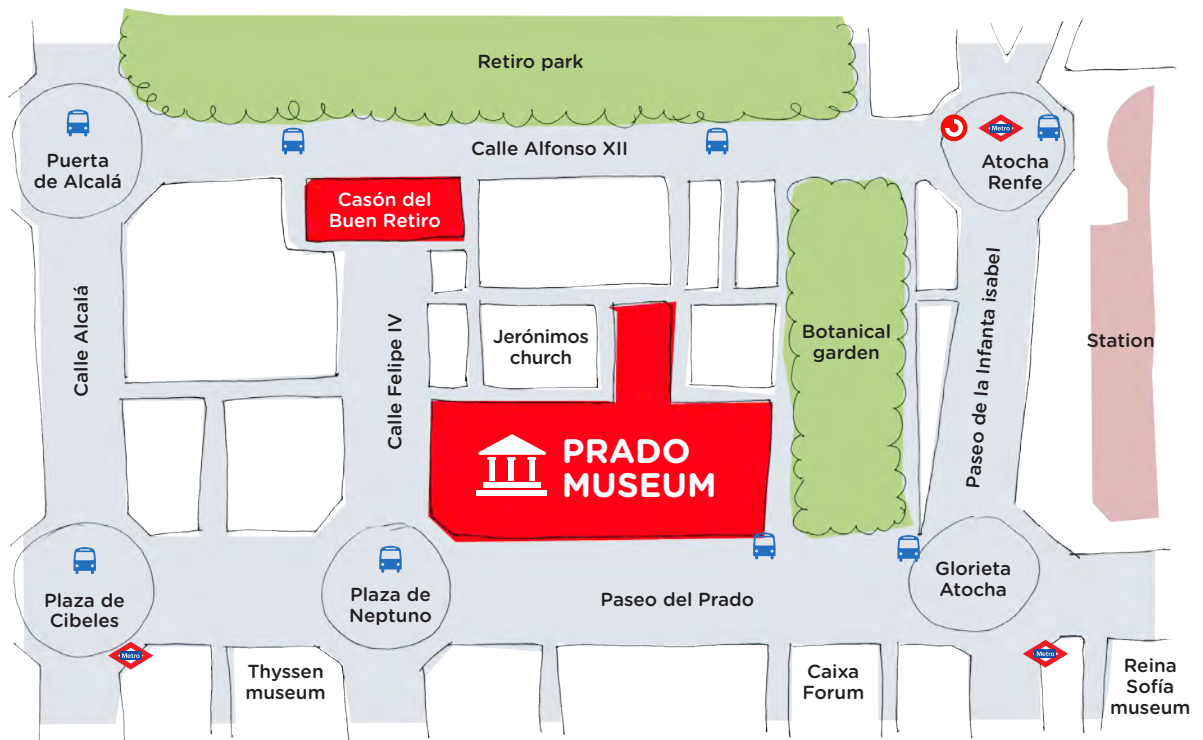 Retiro park
Puerta
de Alcalá
Calle Alfonso XII
Metro
Atocha
Renfe
Casón del
Buen Retiro
Calle Alcalá
Calle Felipe IV
Jerónimos
church
Botanical
garden
Paseo de la Infanta isabel
Station
PRADO
MUSEUM
Plaza de
Cibeles
Plaza de
Neptuno
Paseo del Prado
Glorieta
Atocha
Metro
Metro
Thyssen
museum
Caixa
Forum
Reina
Sofía
museum